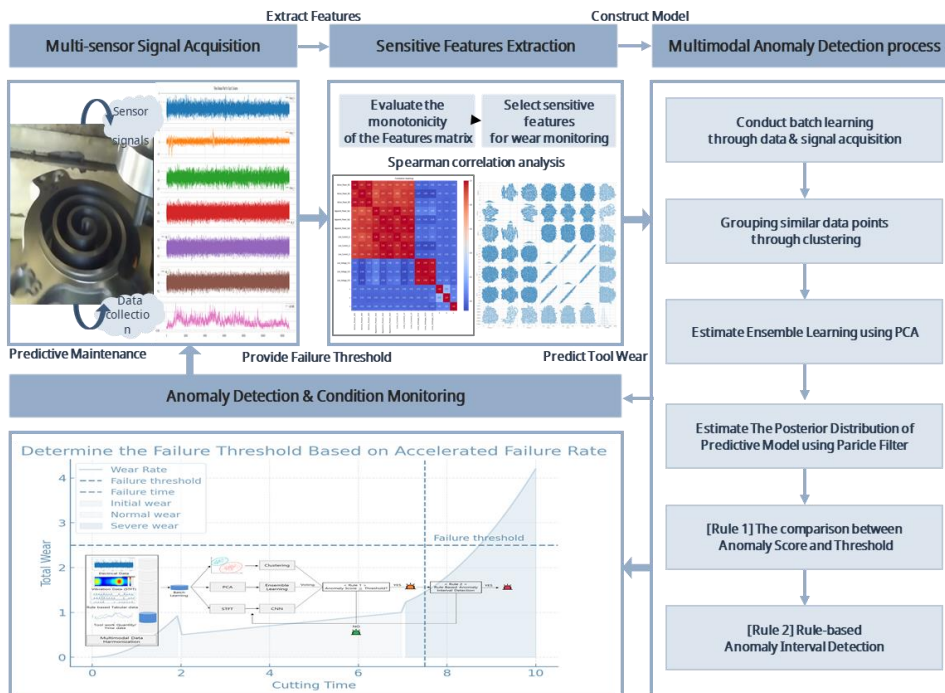 Extract Features
Construct Model
Multi-sensor Signal Acquisition
Sensitive Features Extraction
Multimodal Anomaly Detection process
Sensor
signals
Data
collectio
n
Evaluate the
monotonicity
of the Features matrix
Select sensitive
features
for wear monitoring
Spearman correlation analysis
Conduct batch learning
through data & signal acquisition
Grouping similar data points
through clustering
Estimate Ensemble Learning using PCA
Estimate The Posterior Distribution of
Predictive Model using Paricle Filter
[Rule 1] The comparison between
Anomaly Score and Threshold
[Rule 2] Rule-based
Anomaly Interval Detection
Predictive Maintenance
Provide Failure Threshold
Predict Tool Wear
Anomaly Detection & Condition Monitoring
Determine the Failure Threshold Based on Accelerated Failure Rate
Wear Rate
Failure threshold
Failure time
Initial wear
Normal wear
Severe wear
Failure threshold
Total Wear
4
3
2
1
0
0
2
4
6
8
10
Cutting Time
Multimodal Data
Harmonization
Batch
Learning
Clustering
PCA
Ensemble
Learning
STFT
CNN
YES
YES